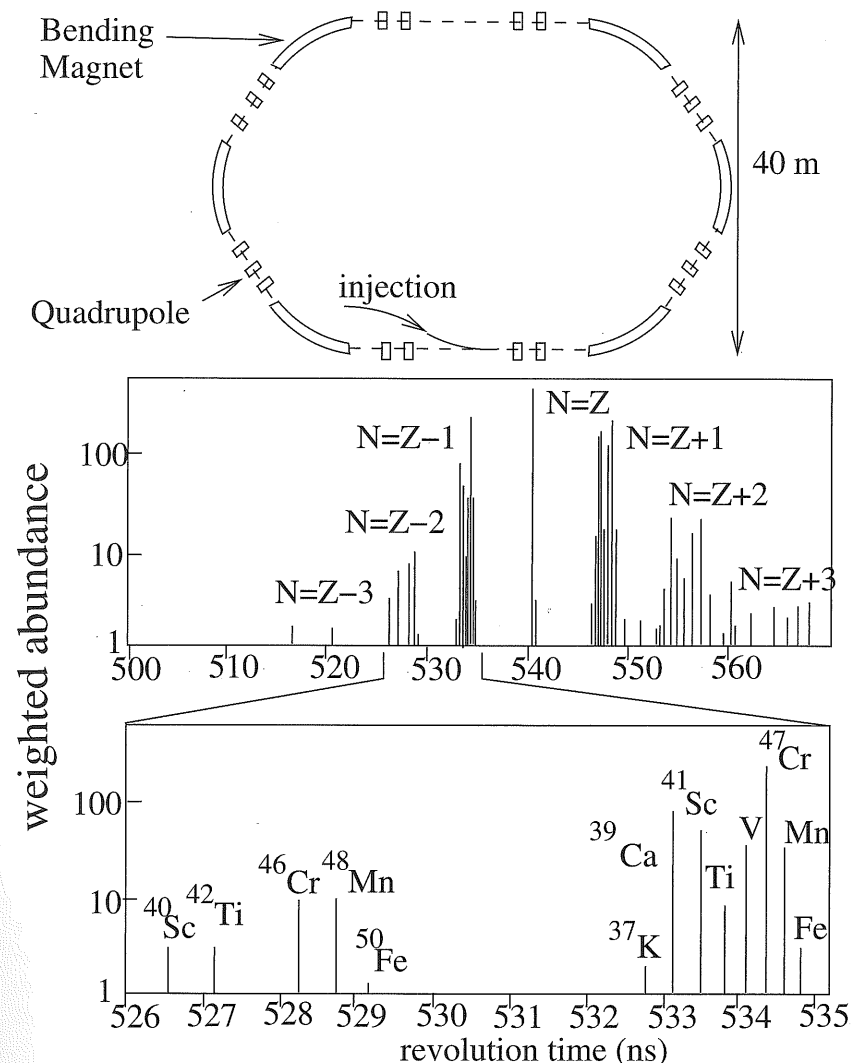 Bending
Magnet
40 m
injection
Quadrupole
weighted abundance
100
10
1
N=Z−3
N=Z−2
N=Z−1
N=Z
N=Z+1
N=Z+2
N=Z+3
500 510 520 530 540 550 560
100
10
1
40Sc
42Ti
46Cr
48Mn
50Fe
37K
39Ca
41Sc
Ti
V
47Cr
Mn
Fe
526 527 528 529 530 531 532 533 534 535
revolution time (ns)